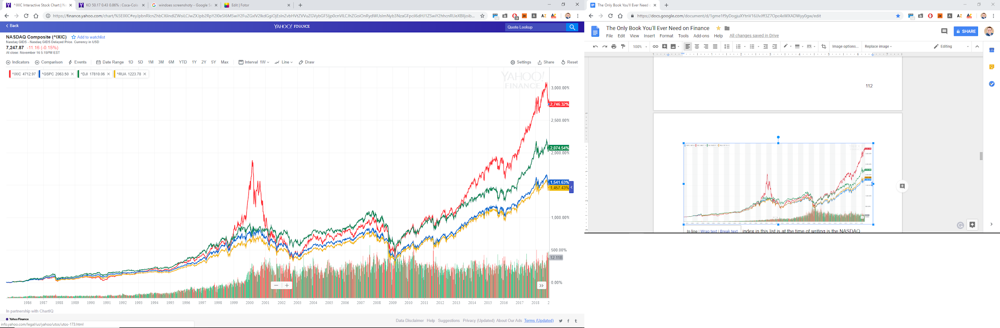 ^IXIC Interactive Stock Chart | Na
KO 50.17 0.43 0.86% : Coca-Cola
windoes screenshoty - Google Se
Edit | Fotor
https://finance.yahoo.com/chart/
28
Back
YAHOO! FINANCE
Quote Lookup
NASDAQ Composite (^IXIC)
Add to watchlist
Nasdaq GIDS - Nasdaq GIDS Delayed Price. Currency in USD
7,247.87 -11.16 (-0.15%)
At close: November 16 5:15PM EST
Indicators Comparison Events Date Range 1D 5D 1M 3M 6M YTD 1Y 2Y 5Y Max Interval 1W Line Draw Settings Share Reset
^IXIC 4712.97 ^GSPC 2063.50 ^DJI 17810.06 ^RUA 1223.78
YAHOO!
FINANCE
3,000.00%
2,746.32%
2,500.00%
2,074.54%
2,000.00%
1,541.63%
1,457.43%
1,000.00%
500.00%
12.11B
0.00%
1986 1987 1988 1989 1990 1991 1992 1993 1994 1995 1996 1997 1998 1999 2000 2001 2002 2003 2004 2005 2006 2007 2008 2009 2010 2011 2012 2013 2014 2015 2016 2017 2018 2
In partnership with ChartIQ
Yahoo Finance
Data Disclaimer Help Suggestions Privacy (Updated) About Our Ads Terms (Updated)
info.yahoo.com/legal/us/yahoo/utos/utos-173.html
The Only Book You'll Ever Need o
https://docs.google.com/document/d/1gme1f9yDogjuXYtnV16JJvJff3Z7Opc4xWXADWyy0gw/edit
The Only Book You'll Ever Need on Finance
File Edit View Insert Format Tools Add-ons Help All changes saved in Drive
SHARE
100%
Image options...
Replace image
Editing
1 1 2 3 4 5 6 7
112
In line | Wrap text | Break text
index in this list is at the time of writing is the NASDAQ